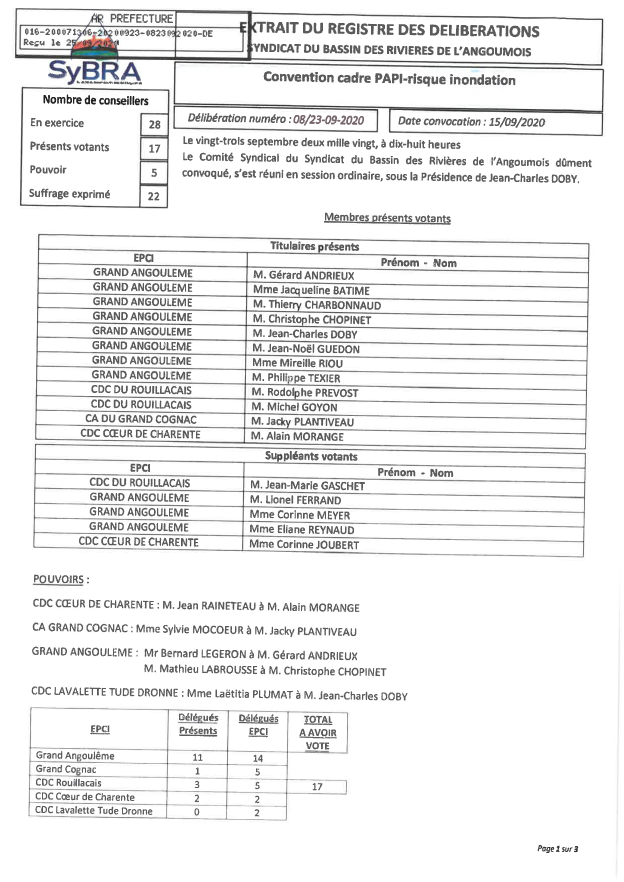 AR PREFECTURE
016-200071306-20200923-0823092020-DE
Reçu le 25/09/2020
SyBRA
EXTRAIT DU REGISTRE DES DELIBERATIONS
SYNDICAT DU BASSIN DES RIVIERES DE L'ANGOUMOIS
Convention cadre PAPI-risque inondation
Nombre de conseillers
En exercice 28
Présents votants 17
Pouvoir 5
Suffrage exprimé 22
Délibération numéro : 08/23-09-2020
Date convocation : 15/09/2020
Le vingt-trois septembre deux mille vingt, à dix-huit heures
Le Comité Syndical du Syndicat du Bassin des Rivières de l'Angoumois dûment
convoqué, s'est réuni en session ordinaire, sous la Présidence de Jean-Charles DOBY.
Membres présents votants
Titulaires présents
EPCI Prénom - Nom
GRAND ANGOULEME M. Gérard ANDRIEUX
GRAND ANGOULEME Mme Jacqueline BATIME
GRAND ANGOULEME M. Thierry CHARBONNAUD
GRAND ANGOULEME M. Christophe CHOPINET
GRAND ANGOULEME M. Jean-Charles DOBY
GRAND ANGOULEME M. Jean-Noël GUEDON
GRAND ANGOULEME Mme Mireille RIOU
GRAND ANGOULEME M. Philippe TEXIER
CDC DU ROUILLACAIS M. Rodolphe PREVOST
CDC DU ROUILLACAIS M. Michel GOYON
CA DU GRAND COGNAC M. Jacky PLANTIVEAU
CDC CŒUR DE CHARENTE M. Alain MORANGE
Suppléants votants
EPCI Prénom - Nom
CDC DU ROUILLACAIS M. Jean-Marie GASCHET
GRAND ANGOULEME M. Lionel FERRAND
GRAND ANGOULEME Mme Corinne MEYER
GRAND ANGOULEME Mme Eliane REYNAUD
CDC CŒUR DE CHARENTE Mme Corinne JOUBERT
POUVOIRS :
CDC CŒUR DE CHARENTE : M. Jean RAINETEAU à M. Alain MORANGE
CA GRAND COGNAC : Mme Sylvie MOCOEUR à M. Jacky PLANTIVEAU
GRAND ANGOULEME : Mr Bernard LEGERON à M. Gérard ANDRIEUX
M. Mathieu LABROUSSE à M. Christophe CHOPINET
CDC LAVALETTE TUDE DRONNE : Mme Laëtitia PLUMAT à M. Jean-Charles DOBY
EPCI Délégués Présents Délégués EPCI TOTAL A AVOIR VOTE
Grand Angoulême 11 14
Grand Cognac 1 5
CDC Rouillacais 3 5 17
CDC Cœur de Charente 2 2
CDC Lavalette Tude Dronne 0 2
Page 1 sur 3